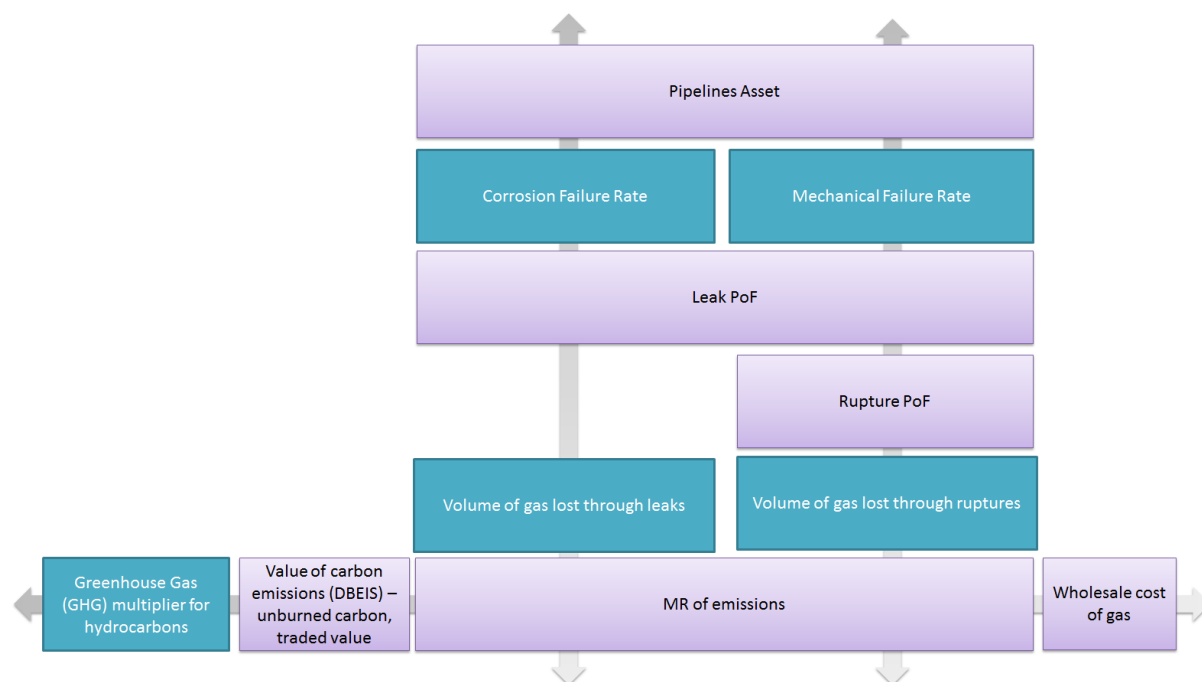 Pipelines Asset
Corrosion Failure Rate
Mechanical Failure Rate
Leak PoF
Rupture PoF
Volume of gas lost through leaks
Volume of gas lost through ruptures
Greenhouse Gas
(GHG) multiplier for
hydrocarbons
Value of carbon
emissions (DBEIS) –
unburned carbon,
traded value
MR of emissions
Wholesale cost
of gas